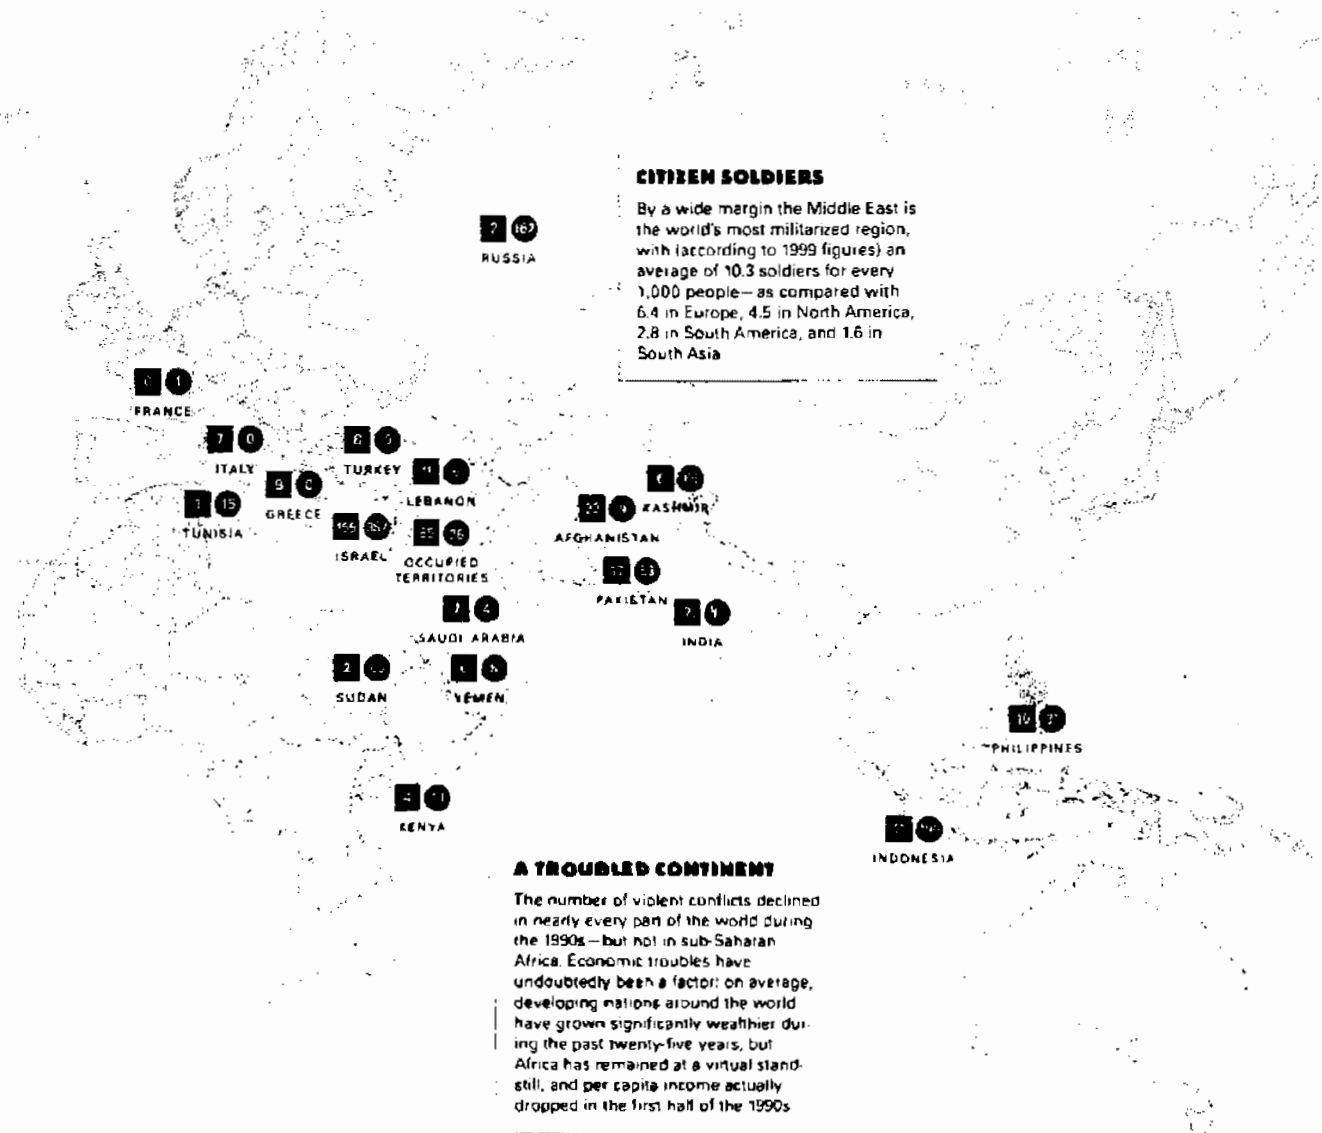 CITIZEN SOLDIERS
By a wide margin the Middle East is
the world's most militarized region,
with (according to 1999 figures) an
average of 10.3 soldiers for every
1,000 people—as compared with
6.4 in Europe, 4.5 in North America,
2.8 in South America, and 1.6 in
South Asia
RUSSIA
FRANCE
7 0
ITALY
TURKEY
LEBANON
KASHMIR
9 0
GREECE
TUNISIA
AFGHANISTAN
ISRAEL
OCCUPIED
TERRITORIES
PAKISTAN
INDIA
SAUDI ARABIA
2
SUDAN
YEMEN
PHILIPPINES
KENYA
INDONESIA
A TROUBLED CONTINENT
The number of violent conflicts declined
in nearly every part of the world during
the 1990s—but not in sub-Saharan
Africa. Economic troubles have
undoubtedly been a factor: on average,
developing nations around the world
have grown significantly wealthier dur-
ing the past twenty-five years, but
Africa has remained at a virtual stand-
still, and per capita income actually
dropped in the first half of the 1990s